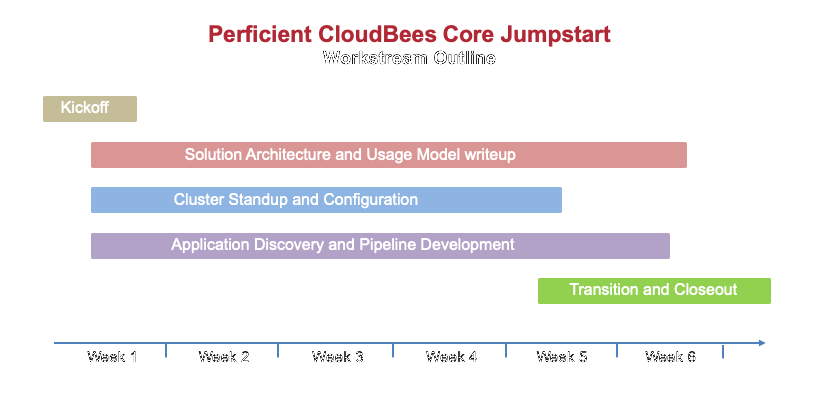 Perficient CloudBees Core Jumpstart
Workstream Outline
Kickoff
Solution Architecture and Usage Model writeup
Cluster Standup and Configuration
Application Discovery and Pipeline Development
Transition and Closeout
Week 1 Week 2 Week 3 Week 4 Week 5 Week 6